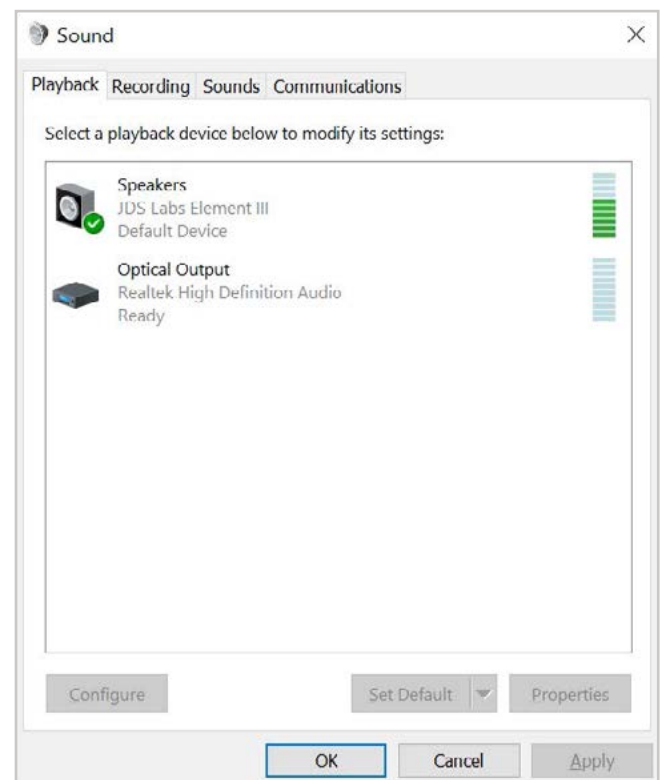 Sound
Playback Recording Sounds Communications
Select a playback device below to modify its settings:
Speakers
JDS Labs Element III
Default Device
Optical Output
Realtek High Definition Audio
Ready
Configure Set Default Properties
OK Cancel Apply